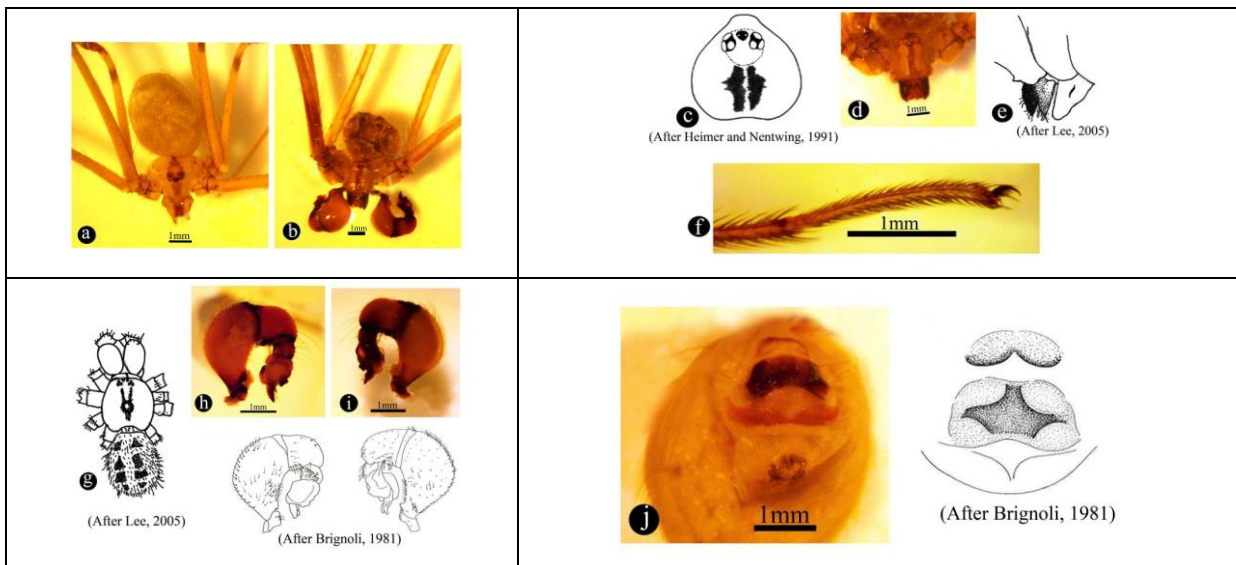 a
1mm
b
1mm
c
(After Heimer and Nentwing, 1991)
d
1mm
e
(After Lee, 2005)
f
1mm
g
(After Lee, 2005)
h
1mm
i
1mm
(After Brignoli, 1981)
j
1mm
(After Brignoli, 1981)